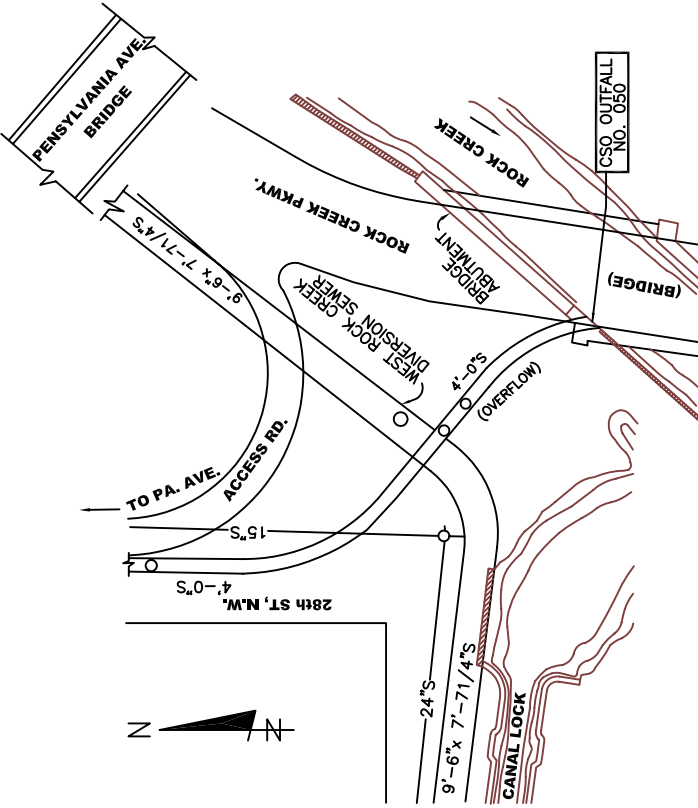 PENSYLVANIA AVE.
BRIDGE
9'-6" x 7'-71/4"S
ROCK CREEK PKWY.
ROCK CREEK
CSO OUTFALL
NO. 050
BRIDGE
ABUTMENT
(BRIDGE)
WEST ROCK CREEK
DIVERSION SEWER
4'-0"S
(OVERFLOW)
TO PA. AVE.
ACCESS RD.
15"S
4'-0"S
28th ST, N.W.
24"S
9'-6"x 7'-71/4"S
CANAL LOCK
N
N